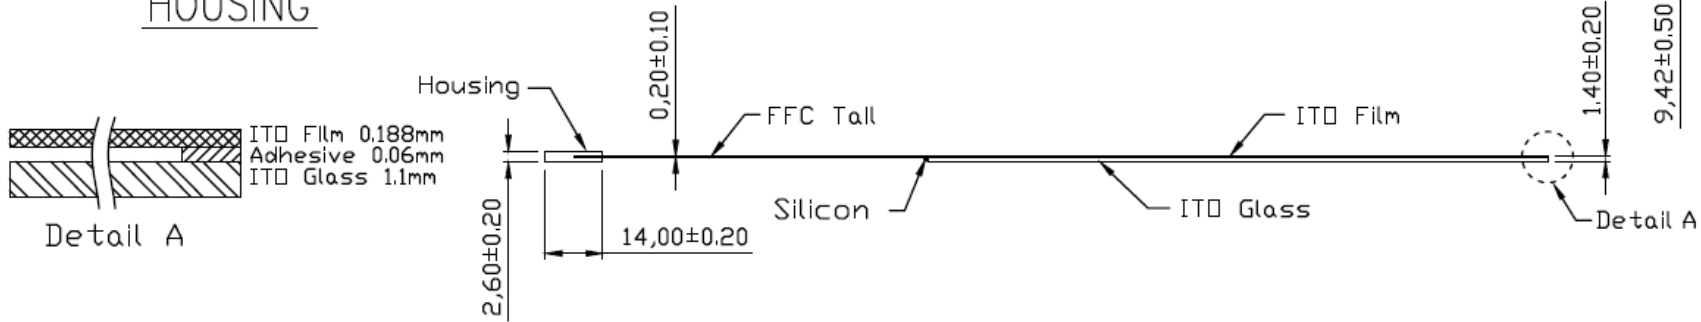 HOUSING
Housing
0,20±0.10
FFC Tail
ITO Film
1.40±0.20
9,42±0.50
ITO Film 0.188mm
Adhesive 0.06mm
ITO Glass 1.1mm
Detail A
2,60±0.20
14,00±0.20
Silicon
ITO Glass
Detail A